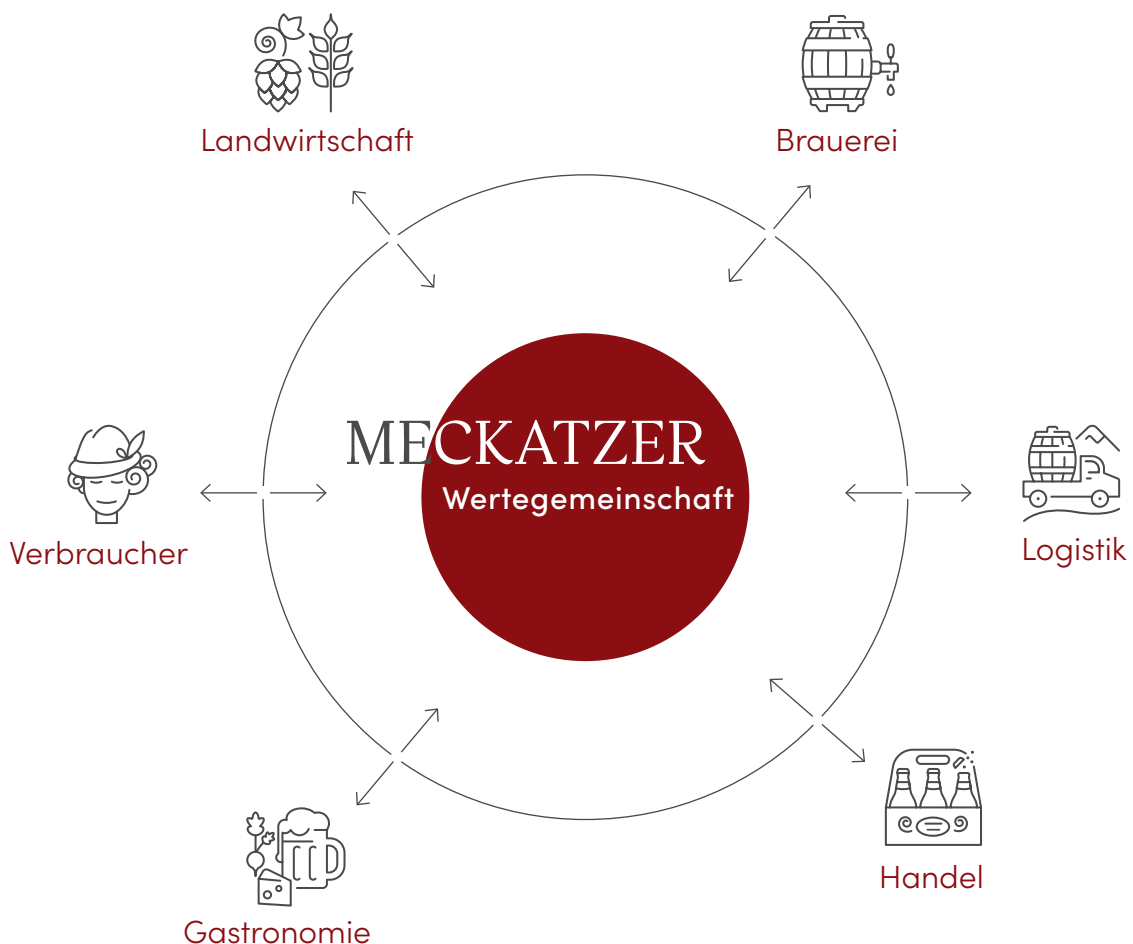 Landwirtschaft
Brauerei
MECKATZER
Wertegemeinschaft
Verbraucher
Logistik
Handel
Gastronomie